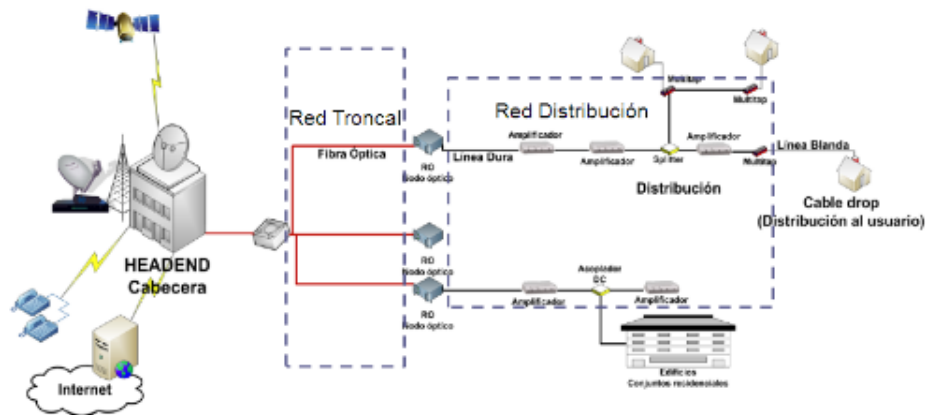 Red Troncal
Fibra Óptica
HEADEND
Cabecera
Internet
RO
Nodo óptico
RO
Nodo óptico
RO
Nodo óptico
Red Distribución
Línea Dura
Amplificador
Amplificador
Splitter
Amplificador
Multitap
Multitap
Multitap
Distribución
Línea Blanda
Cable drop
(Distribución al usuario)
Amplificador
Acoplador
DC
Amplificador
Edificios
Conjuntos residenciales